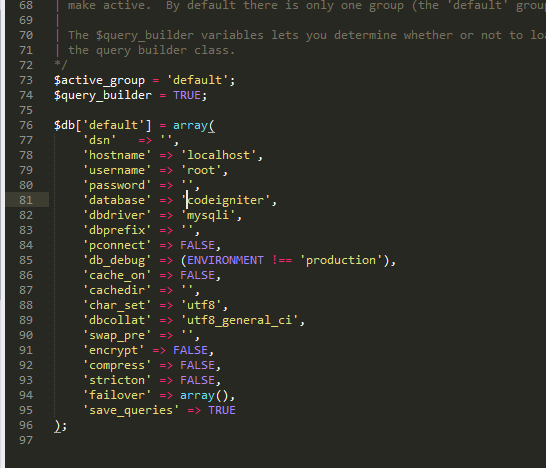 68 | make active.  By default there is only one group (the 'default' group
69 |
70 | The $query_builder variables lets you determine whether or not to
71 | the query builder class.
72 */
73 $active_group = 'default';
74 $query_builder = TRUE;
75
76 $db['default'] = array(
77     'dsn'   => '',
78     'hostname' => 'localhost',
79     'username' => 'root',
80     'password' => '',
81     'database' => 'codeigniter',
82     'dbdriver' => 'mysqli',
83     'dbprefix' => '',
84     'pconnect' => FALSE,
85     'db_debug' => (ENVIRONMENT !== 'production'),
86     'cache_on' => FALSE,
87     'cachedir' => '',
88     'char_set' => 'utf8',
89     'dbcollat' => 'utf8_general_ci',
90     'swap_pre' => '',
91     'encrypt' => FALSE,
92     'compress' => FALSE,
93     'stricton' => FALSE,
94     'failover' => array(),
95     'save_queries' => TRUE
96 );
97